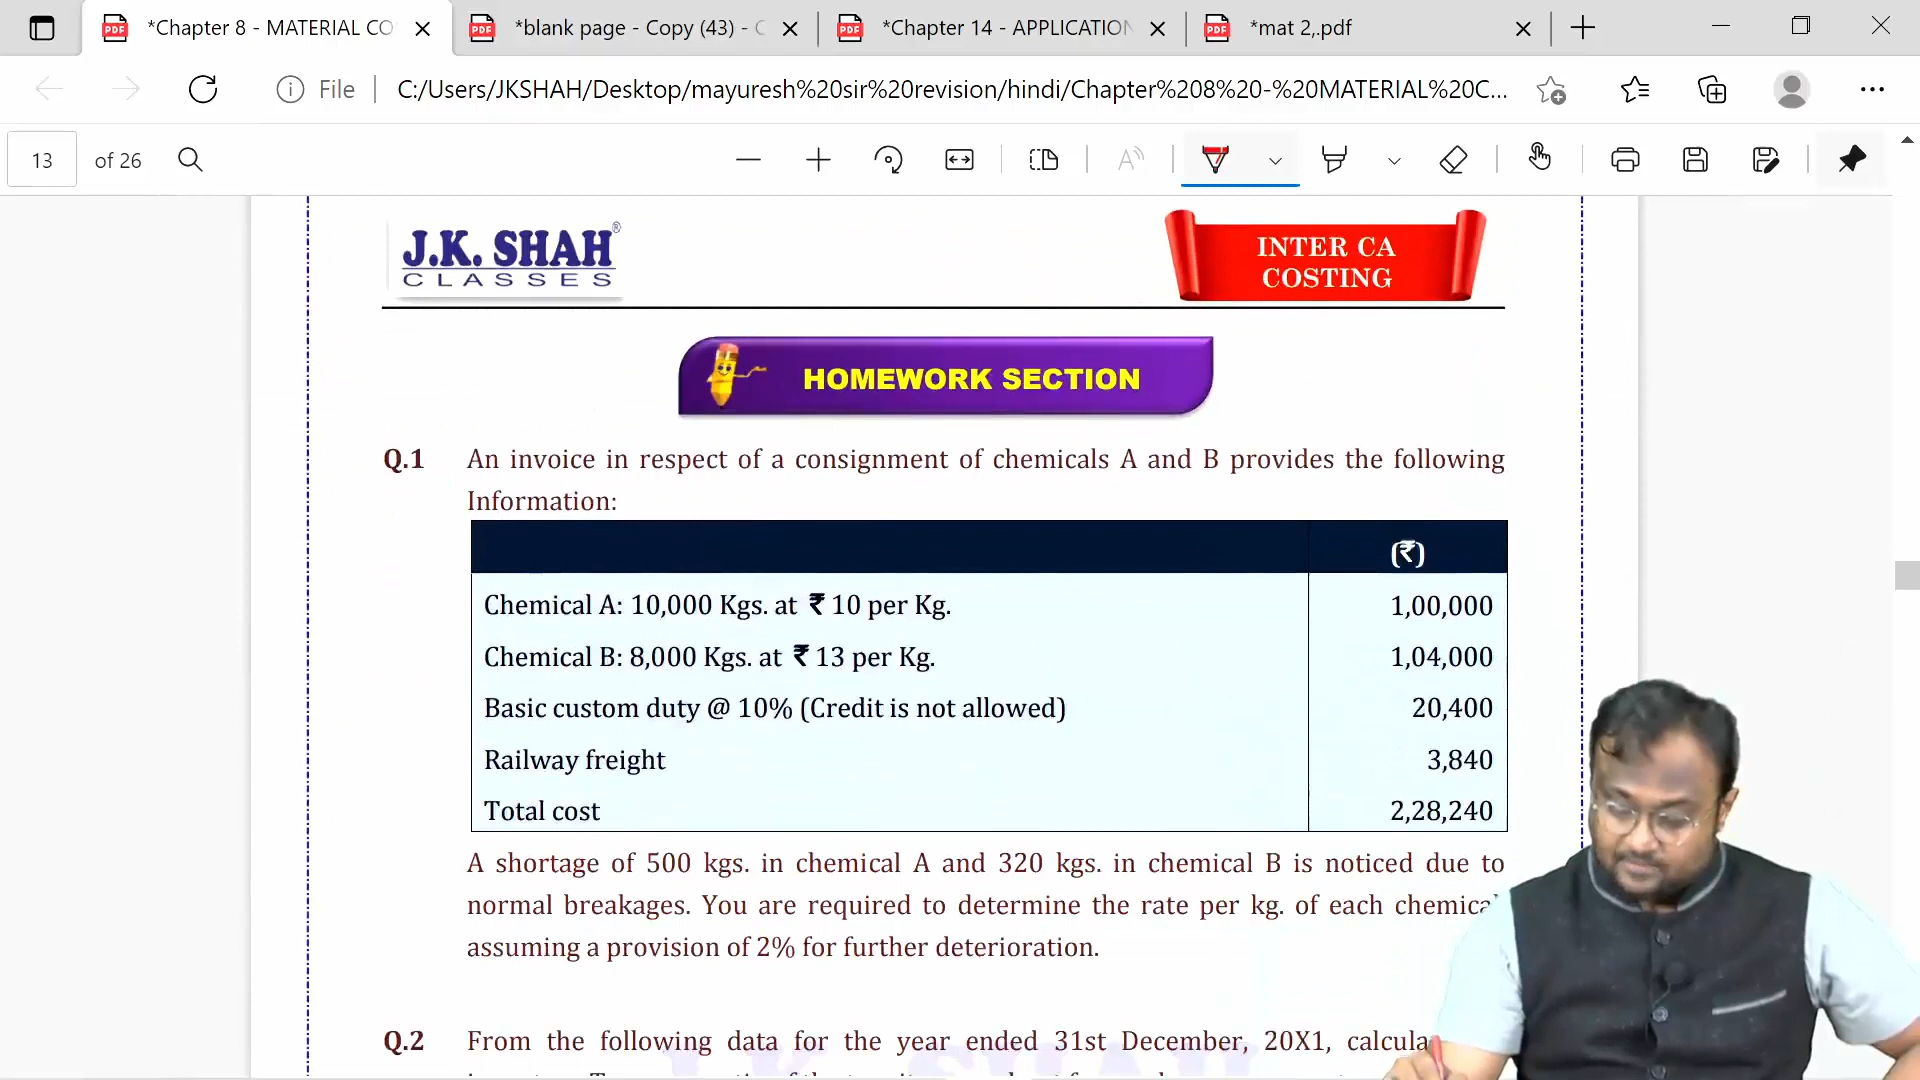 *Chapter 8 - MATERIAL CO
*blank page - Copy (43) - C
*Chapter 14 - APPLICATION
*mat 2,.pdf
File
C:/Users/JKSHAH/Desktop/mayuresh%20sir%20revision/hindi/Chapter%208%20-%20MATERIAL%20C...
13 of 26
J.K. SHAH®
CLASSES
INTER CA
COSTING
HOMEWORK SECTION
Q.1 An invoice in respect of a consignment of chemicals A and B provides the following
Information:
(₹)
Chemical A: 10,000 Kgs. at ₹ 10 per Kg. 1,00,000
Chemical B: 8,000 Kgs. at ₹ 13 per Kg. 1,04,000
Basic custom duty @ 10% (Credit is not allowed) 20,400
Railway freight 3,840
Total cost 2,28,240
A shortage of 500 kgs. in chemical A and 320 kgs. in chemical B is noticed due to
normal breakages. You are required to determine the rate per kg. of each chemical
assuming a provision of 2% for further deterioration.
Q.2 From the following data for the year ended 31st December, 20X1, calcula